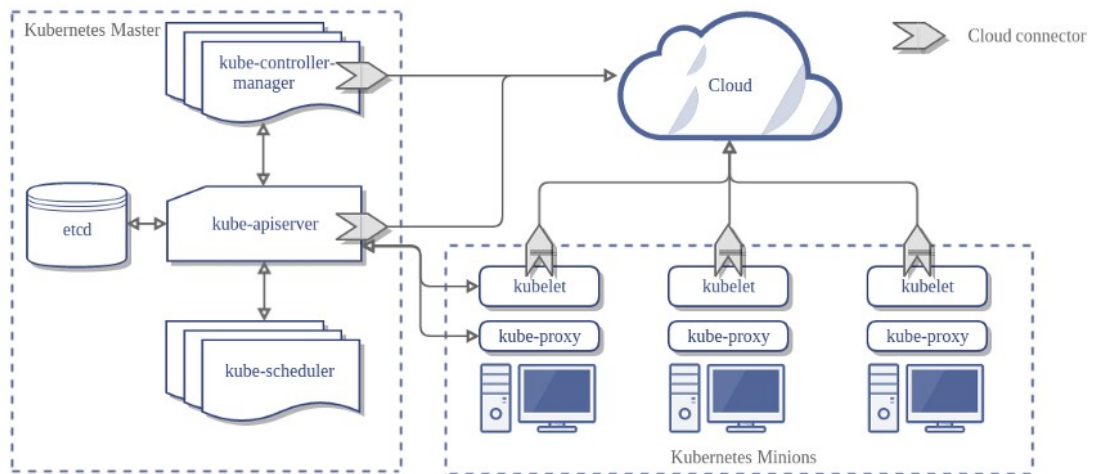 Kubernetes Master
kube-controller-
manager
Cloud
Cloud connector
etcd
kube-apiserver
kube-scheduler
kubelet
kubelet
kubelet
kube-proxy
kube-proxy
kube-proxy
Kubernetes Minions